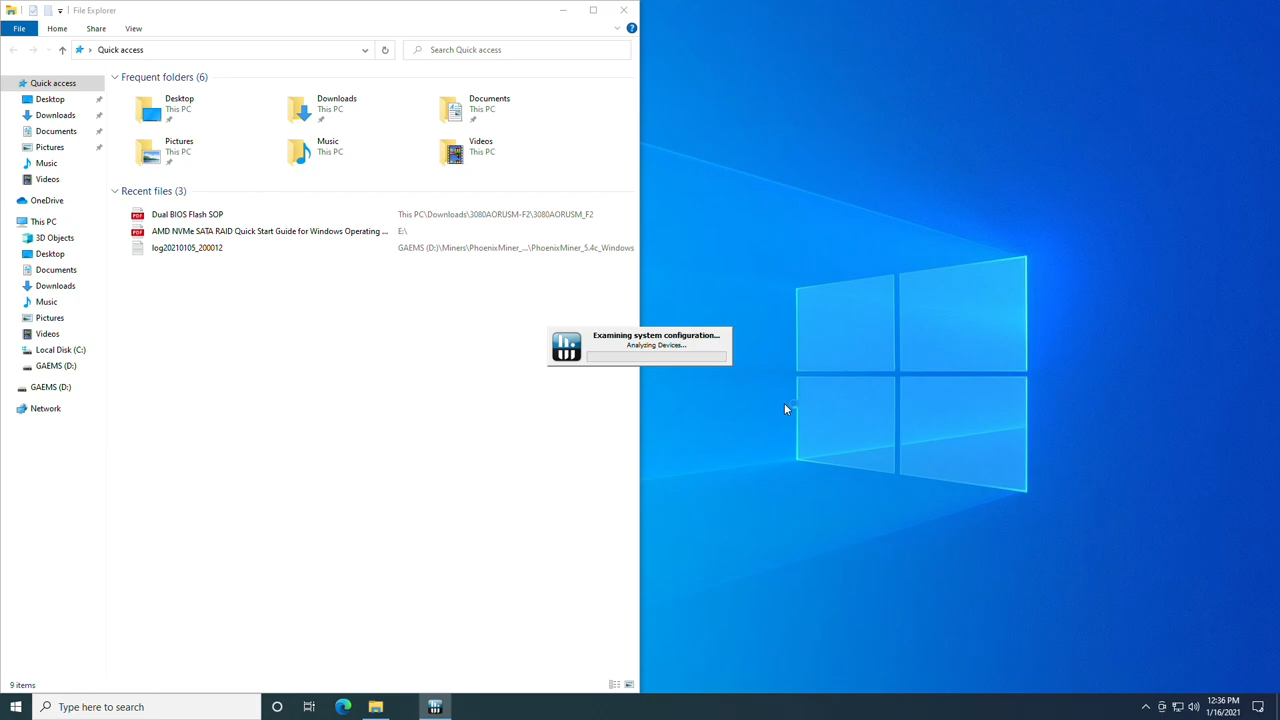 File Explorer
File Home Share View
Quick access
Search Quick access
Quick access
Desktop
Downloads
Documents
Pictures
Music
Videos
OneDrive
This PC
3D Objects
Desktop
Documents
Downloads
Music
Pictures
Videos
Local Disk (C:)
GAEMS (D:)
GAEMS (D:)
Network
Frequent folders (6)
Desktop
This PC
Downloads
This PC
Documents
This PC
Pictures
This PC
Music
This PC
Videos
This PC
Recent files (3)
PDF Dual BIOS Flash SOP This PC\Downloads\3080AORUSM-F2\3080AORUSM_F2
PDF AMD NVMe SATA RAID Quick Start Guide for Windows Operating ... E:\
log20210105_200012 GAEMS (D:)\Miners\PhoenixMiner_...\PhoenixMiner_5.4c_Windows
Examining system configuration...
Analyzing Devices...
9 items
Type here to search
12:36 PM
1/16/2021